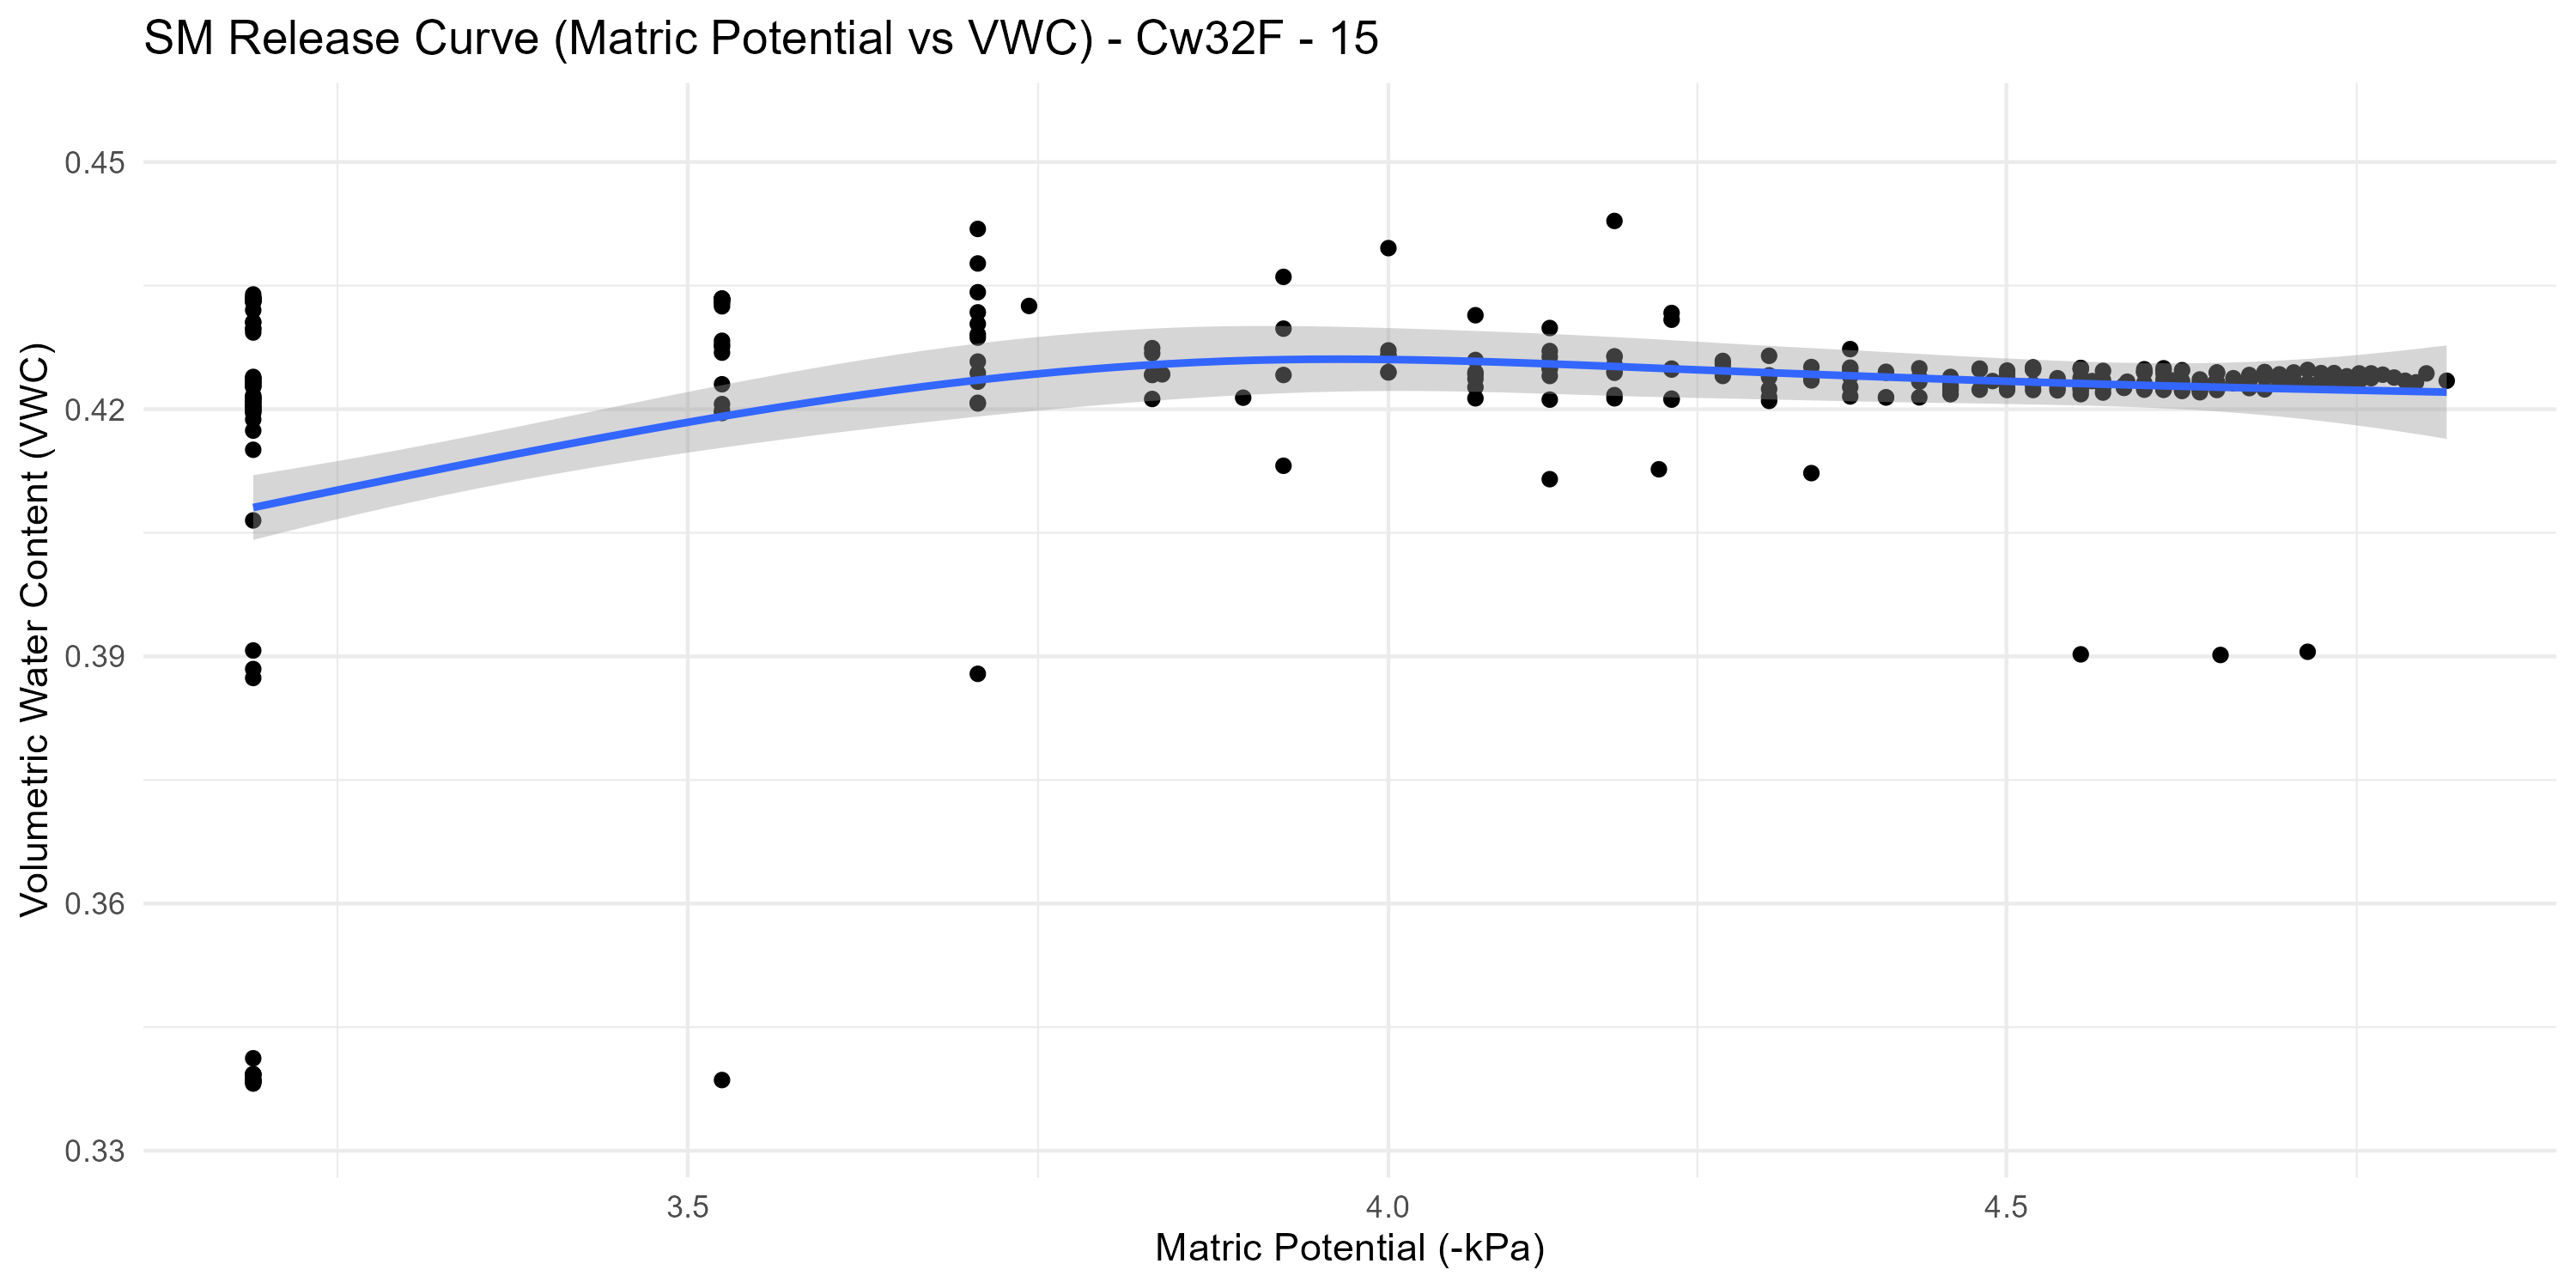 SM Release Curve (Matric Potential vs VWC) - Cw32F - 15
Volumetric Water Content (VWC)
0.45
0.42
0.39
0.36
0.33
3.5 4.0 4.5
Matric Potential (-kPa)